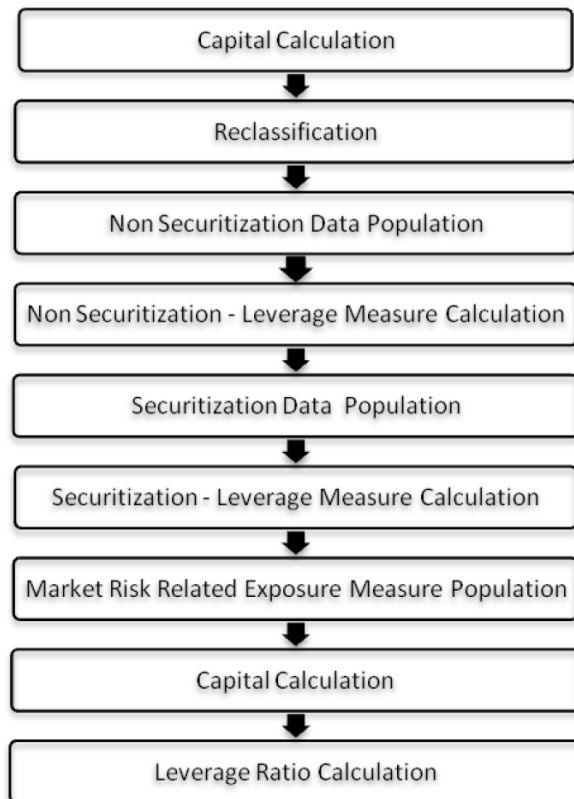 Capital Calculation
Reclassification
Non Securitization Data Population
Non Securitization - Leverage Measure Calculation
Securitization Data Population
Securitization - Leverage Measure Calculation
Market Risk Related Exposure Measure Population
Capital Calculation
Leverage Ratio Calculation